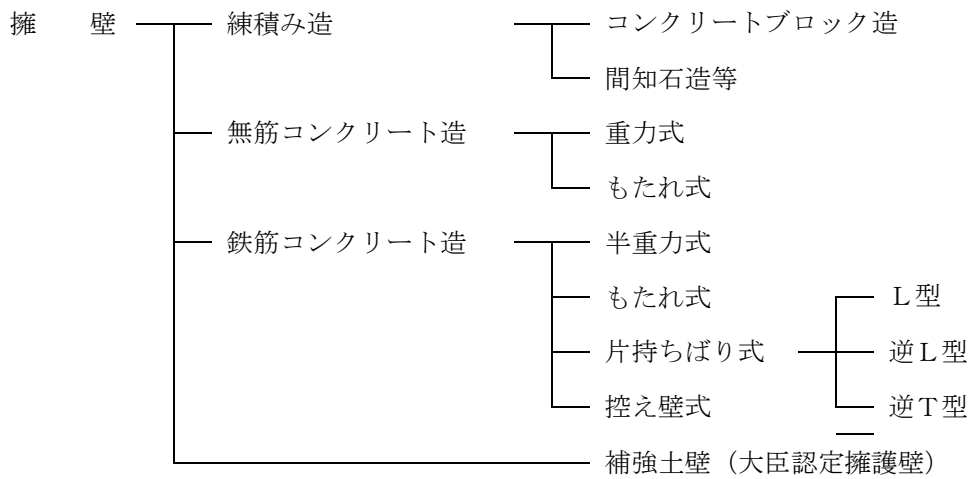 擁　　壁　練積み造　コンクリートブロック造
間知石造等
無筋コンクリート造　重力式
もたれ式
鉄筋コンクリート造　半重力式
もたれ式　Ｌ型
片持ちばり式　逆Ｌ型
控え壁式　逆Ｔ型
補強土壁（大臣認定擁護壁）